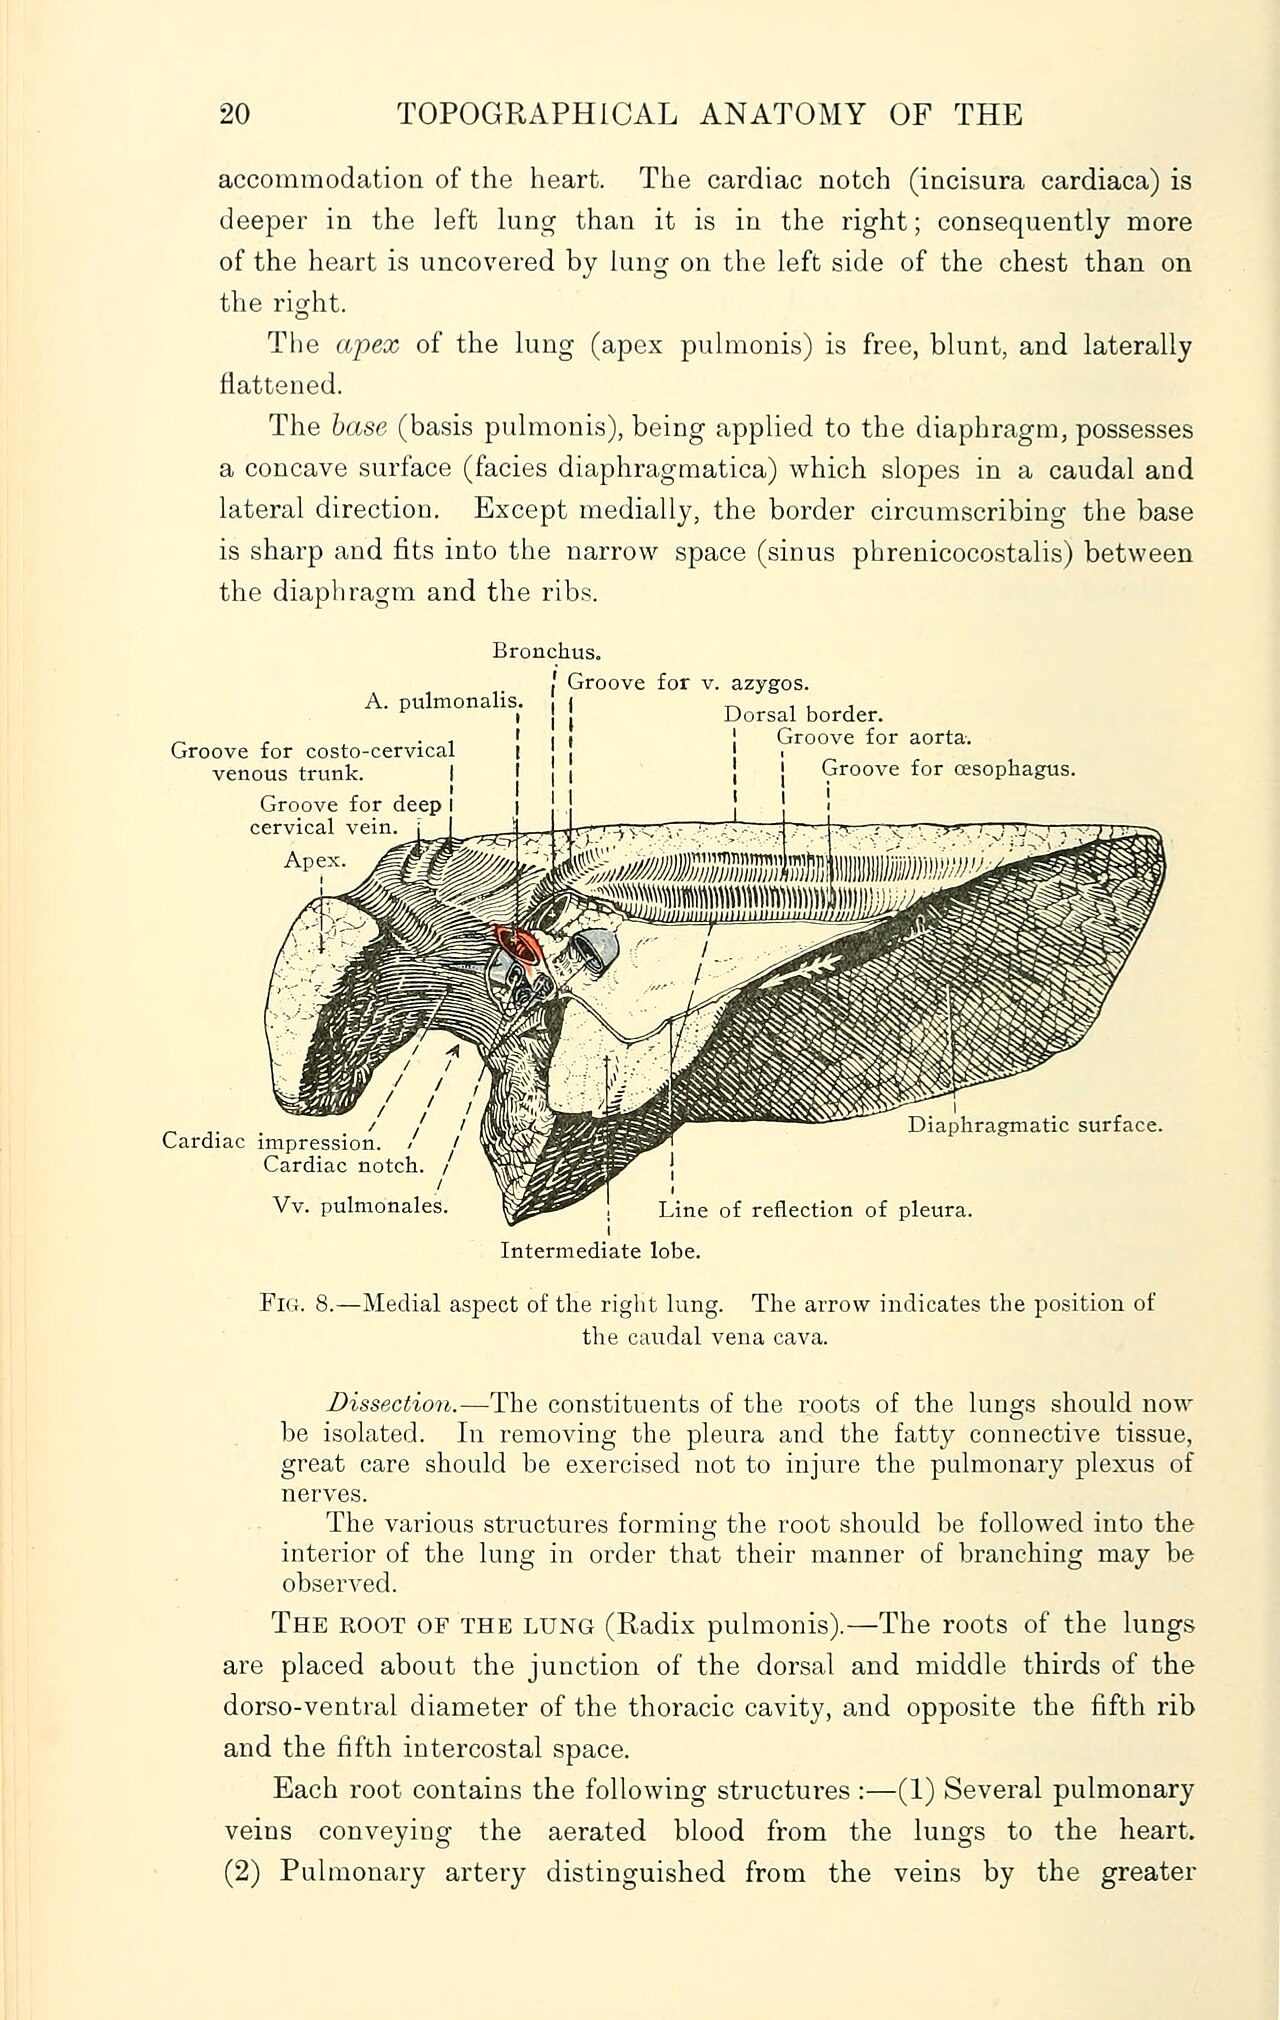 20 TOPOGRAPHICAL ANATOMY OF THE
accommodation of the heart. The cardiac notch (incisura cardiaca) is
deeper in the left lung than it is in the right; consequently more
of the heart is uncovered by lung on the left side of the chest than on
the right.
The apex of the lung (apex pulmonis) is free, blunt, and laterally
flattened.
The base (basis pulmonis), being applied to the diaphragm, possesses
a concave surface (facies diaphragmatica) which slopes in a caudal and
lateral direction. Except medially, the border circumscribing the base
is sharp and fits into the narrow space (sinus phrenicocostalis) between
the diaphragm and the ribs.
Bronchus.
Groove for v. azygos.
A. pulmonalis.
Dorsal border.
Groove for aorta.
Groove for costo-cervical
venous trunk.
Groove for œsophagus.
Groove for deep
cervical vein.
Apex.
Diaphragmatic surface.
Cardiac impression.
Cardiac notch.
Vv. pulmonales.
Line of reflection of pleura.
Intermediate lobe.
FIG. 8.—Medial aspect of the right lung. The arrow indicates the position of
the caudal vena cava.
Dissection.—The constituents of the roots of the lungs should now
be isolated. In removing the pleura and the fatty connective tissue,
great care should be exercised not to injure the pulmonary plexus of
nerves.
The various structures forming the root should be followed into the
interior of the lung in order that their manner of branching may be
observed.
THE ROOT OF THE LUNG (Radix pulmonis).—The roots of the lungs
are placed about the junction of the dorsal and middle thirds of the
dorso-ventral diameter of the thoracic cavity, and opposite the fifth rib
and the fifth intercostal space.
Each root contains the following structures :—(1) Several pulmonary
veins conveying the aerated blood from the lungs to the heart.
(2) Pulmonary artery distinguished from the veins by the greater